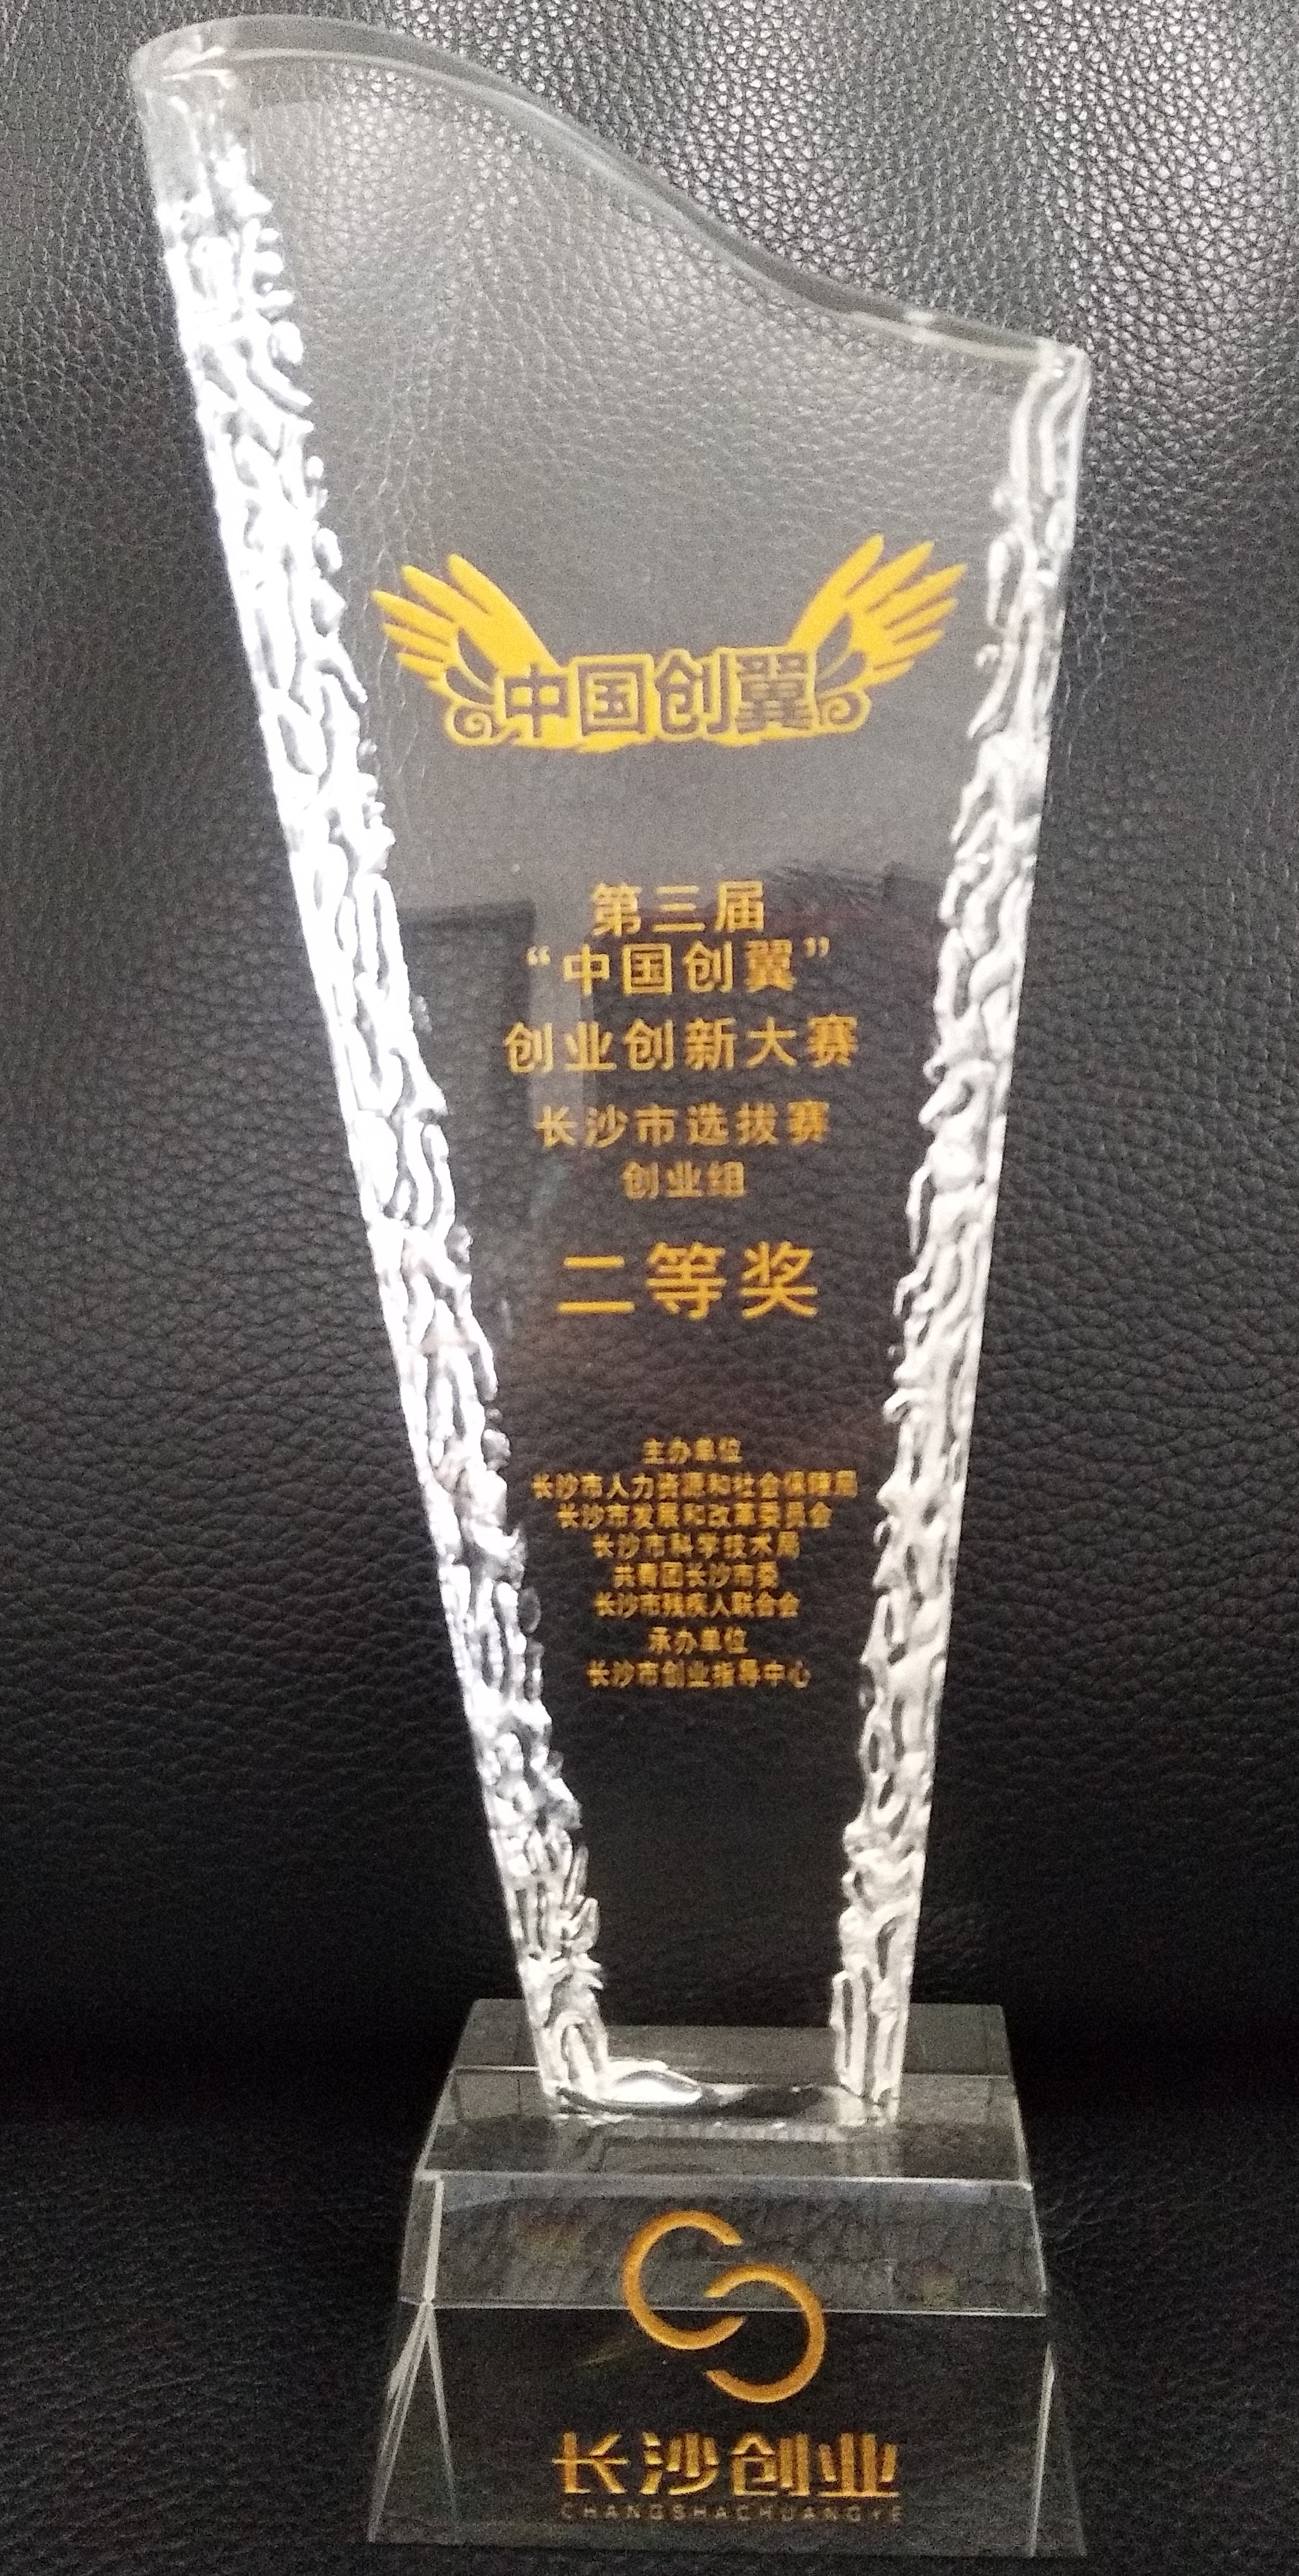 中国创翼
第三届
“中国创翼”
创业创新大赛
长沙市选拔赛
创业组
二等奖
主办单位
长沙市人力资源和社会保障局
长沙市发展和改革委员会
长沙市科学技术局
共青团长沙市委
长沙市残疾人联合会
承办单位
长沙市创业指导中心
长沙创业
CHANGSHACHUANGYE